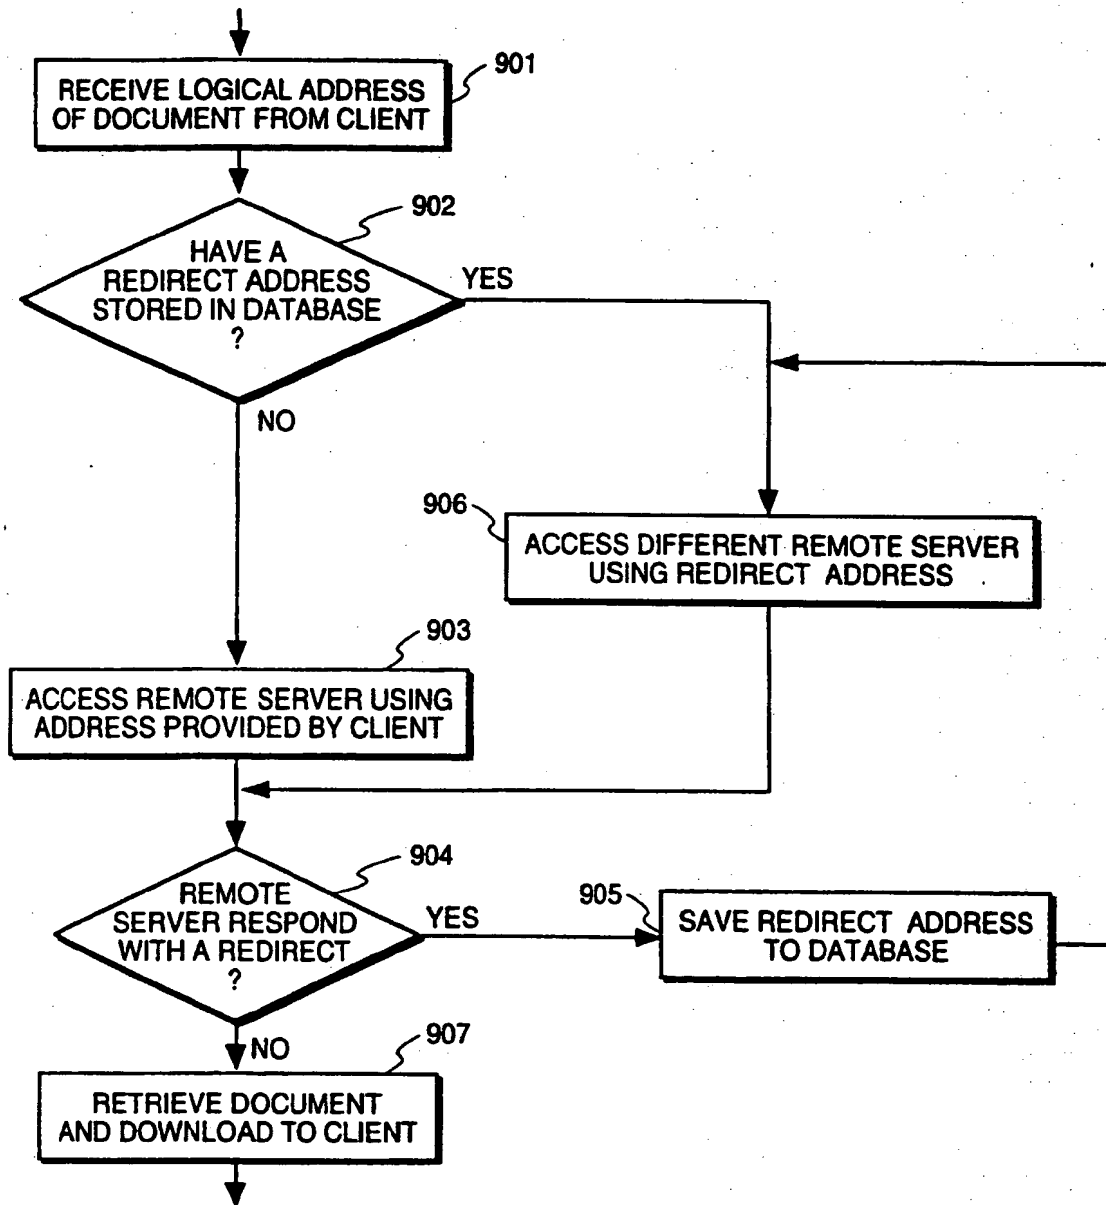 901
RECEIVE LOGICAL ADDRESS
OF DOCUMENT FROM CLIENT
902
HAVE A
REDIRECT ADDRESS
STORED IN DATABASE
?
YES
NO
906
ACCESS DIFFERENT REMOTE SERVER
USING REDIRECT ADDRESS
903
ACCESS REMOTE SERVER USING
ADDRESS PROVIDED BY CLIENT
904
REMOTE
SERVER RESPOND
WITH A REDIRECT
?
YES
905
SAVE REDIRECT ADDRESS
TO DATABASE
NO
907
RETRIEVE DOCUMENT
AND DOWNLOAD TO CLIENT